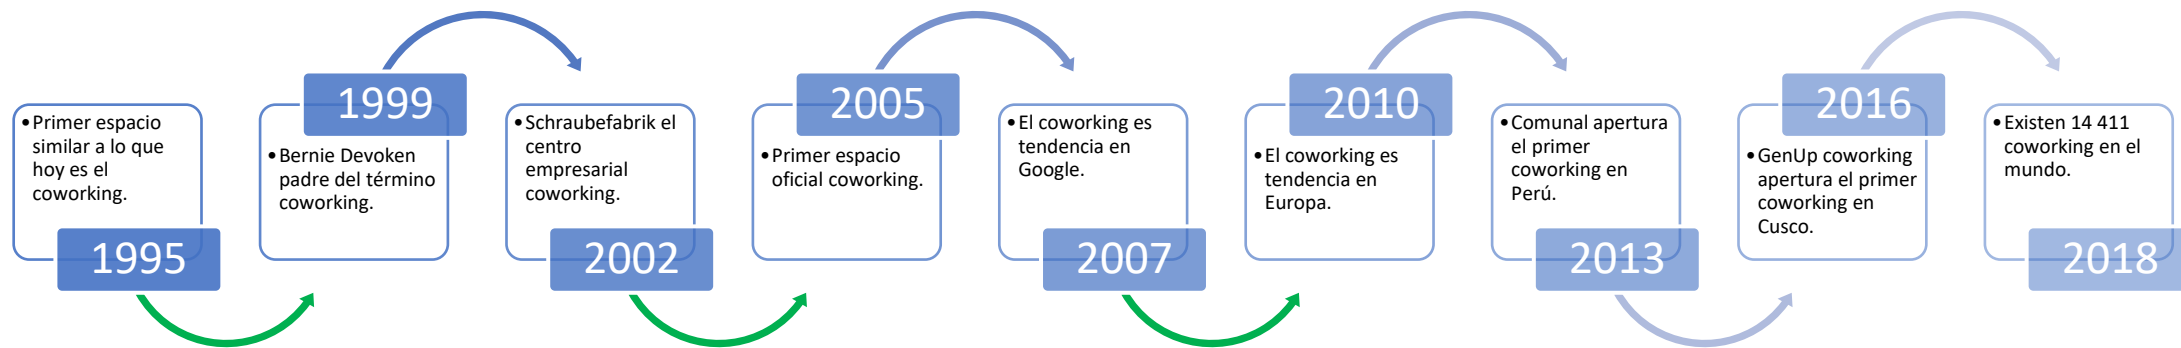 •Primer espacio
similar a lo que
hoy es el
coworking.
1995
1999
•Bernie Devoken
padre del término
coworking.
•Schraubefabrik el
centro
empresarial
coworking.
2002
2005
•Primer espacio
oficial coworking.
•El coworking es
tendencia en
Google.
2007
2010
•El coworking es
tendencia en
Europa.
•Comunal apertura
el primer
coworking en
Perú.
2013
2016
•GenUp coworking
apertura el primer
coworking en
Cusco.
•Existen 14 411
coworking en el
mundo.
2018